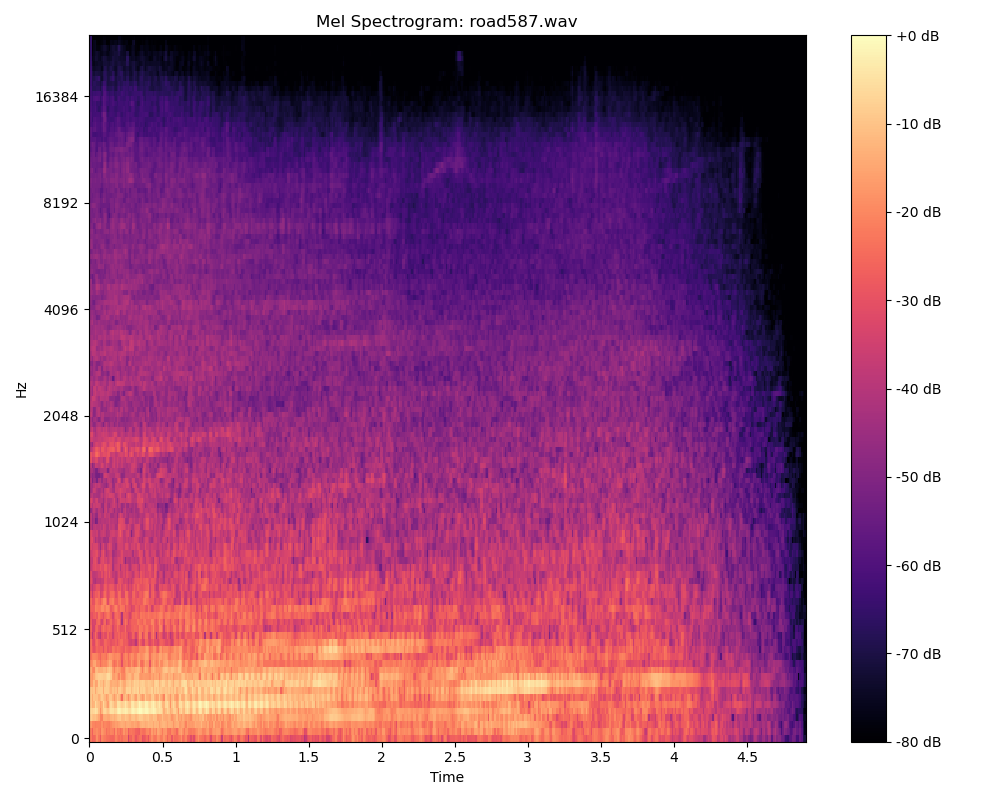 Mel Spectrogram: road587.wav
+0 dB
16384
-10 dB
8192
-20 dB
4096
-30 dB
Hz
-40 dB
2048
-50 dB
1024
-60 dB
512
-70 dB
0
-80 dB
0 0.5 1 1.5 2 2.5 3 3.5 4 4.5
Time